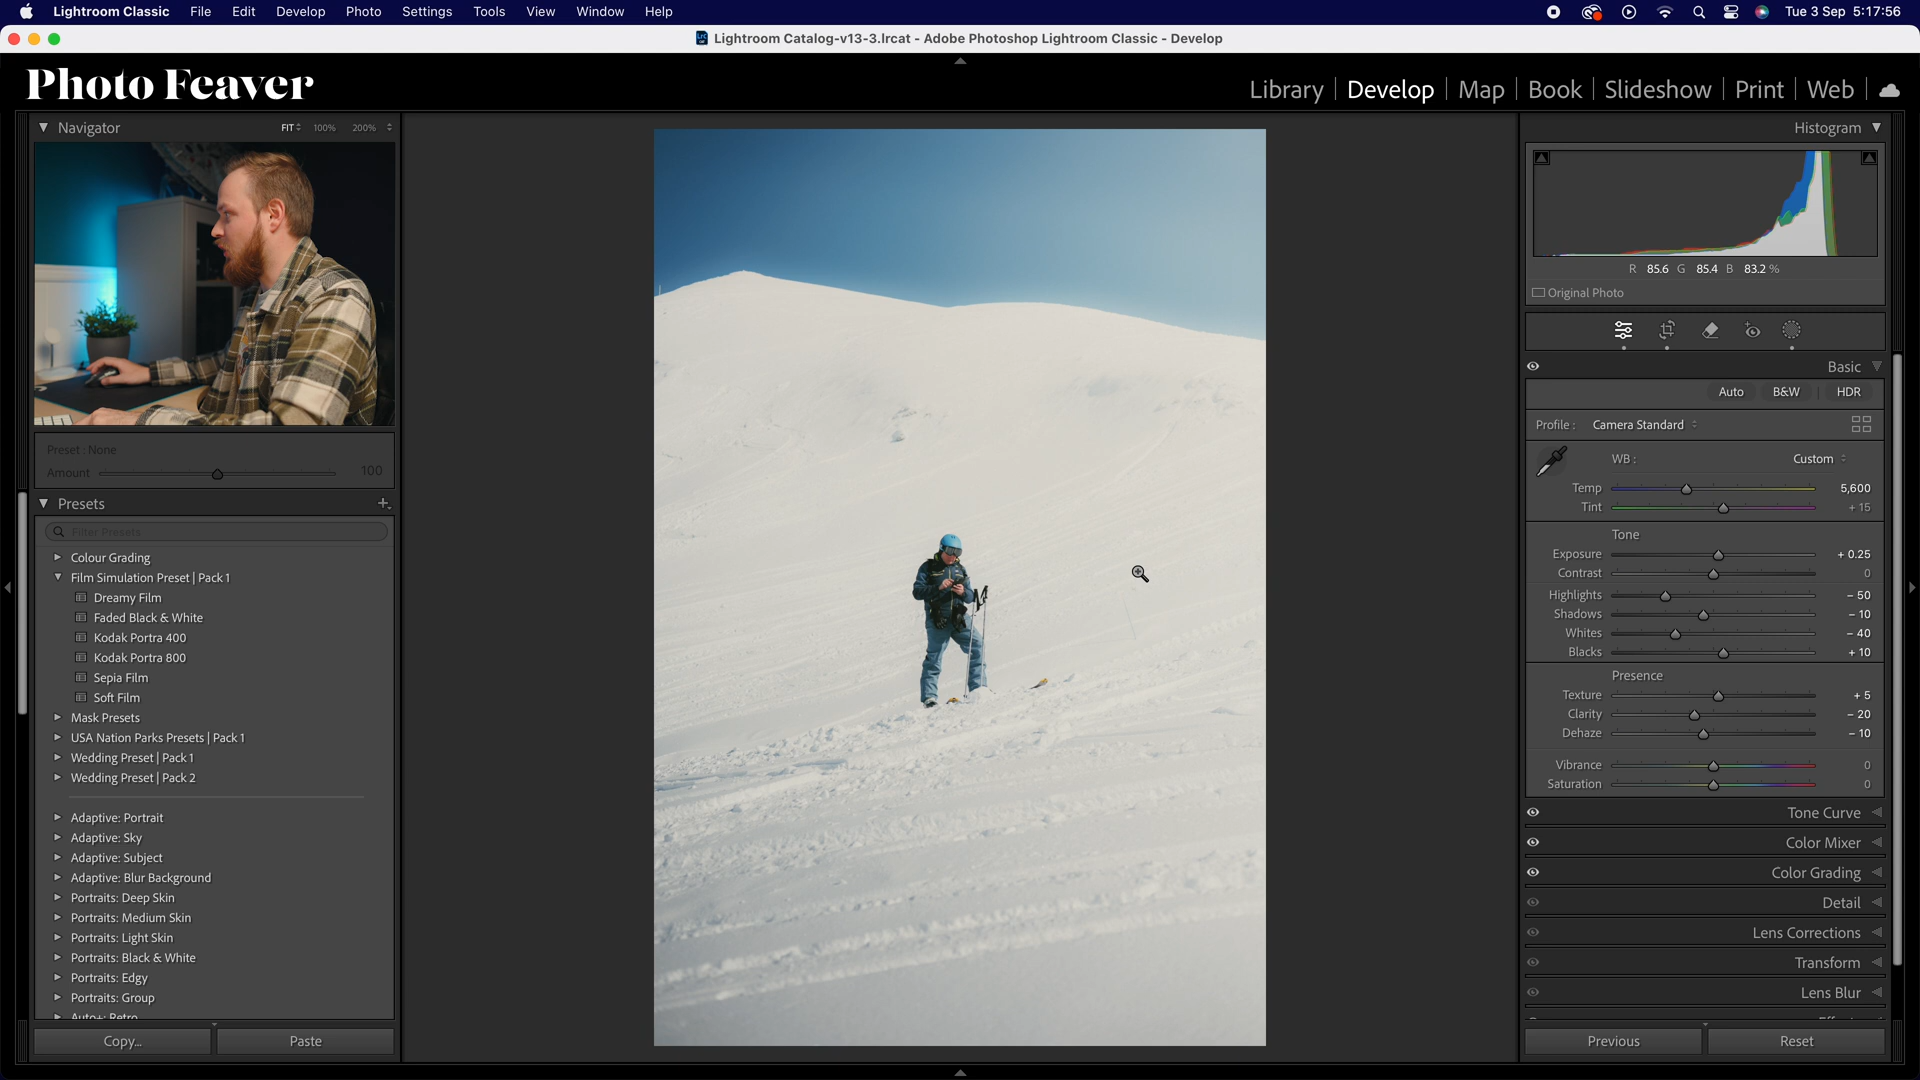 Lightroom Classic File Edit Develop Photo Settings Tools View Window Help Tue 3 Sep 5:17:56
Lightroom Catalog-v13-3.lrcat - Adobe Photoshop Lightroom Classic - Develop
Photo Feaver
Library | Develop | Map | Book | Slideshow | Print | Web
Navigator FIT 100% 200%
Preset : None
Amount 100
Presets
Filter Presets
Colour Grading
Film Simulation Preset | Pack 1
Dreamy Film
Faded Black & White
Kodak Portra 400
Kodak Portra 800
Sepia Film
Soft Film
Mask Presets
USA Nation Parks Presets | Pack 1
Wedding Preset | Pack 1
Wedding Preset | Pack 2
Adaptive: Portrait
Adaptive: Sky
Adaptive: Subject
Adaptive: Blur Background
Portraits: Deep Skin
Portraits: Medium Skin
Portraits: Light Skin
Portraits: Black & White
Portraits: Edgy
Portraits: Group
Auto+: Retro
Copy... Paste
Histogram
R 85.6 G 85.4 B 83.2 %
Original Photo
Basic
Auto B&W HDR
Profile : Camera Standard
WB : Custom
Temp 5,600
Tint + 15
Tone
Exposure + 0.25
Contrast 0
Highlights - 50
Shadows - 10
Whites - 40
Blacks + 10
Presence
Texture + 5
Clarity - 20
Dehaze - 10
Vibrance 0
Saturation 0
Tone Curve
Color Mixer
Color Grading
Detail
Lens Corrections
Transform
Lens Blur
Previous Reset